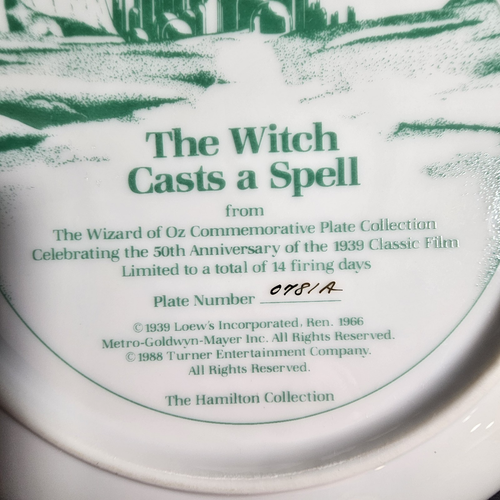 The Witch
Casts a Spell
from
The Wizard of Oz Commemorative Plate Collection
Celebrating the 50th Anniversary of the 1939 Classic Film
Limited to a total of 14 firing days
Plate Number 0781A
© 1939 Loew's Incorporated, Ren. 1966
Metro-Goldwyn-Mayer Inc. All Rights Reserved.
© 1988 Turner Entertainment Company.
All Rights Reserved.
The Hamilton Collection